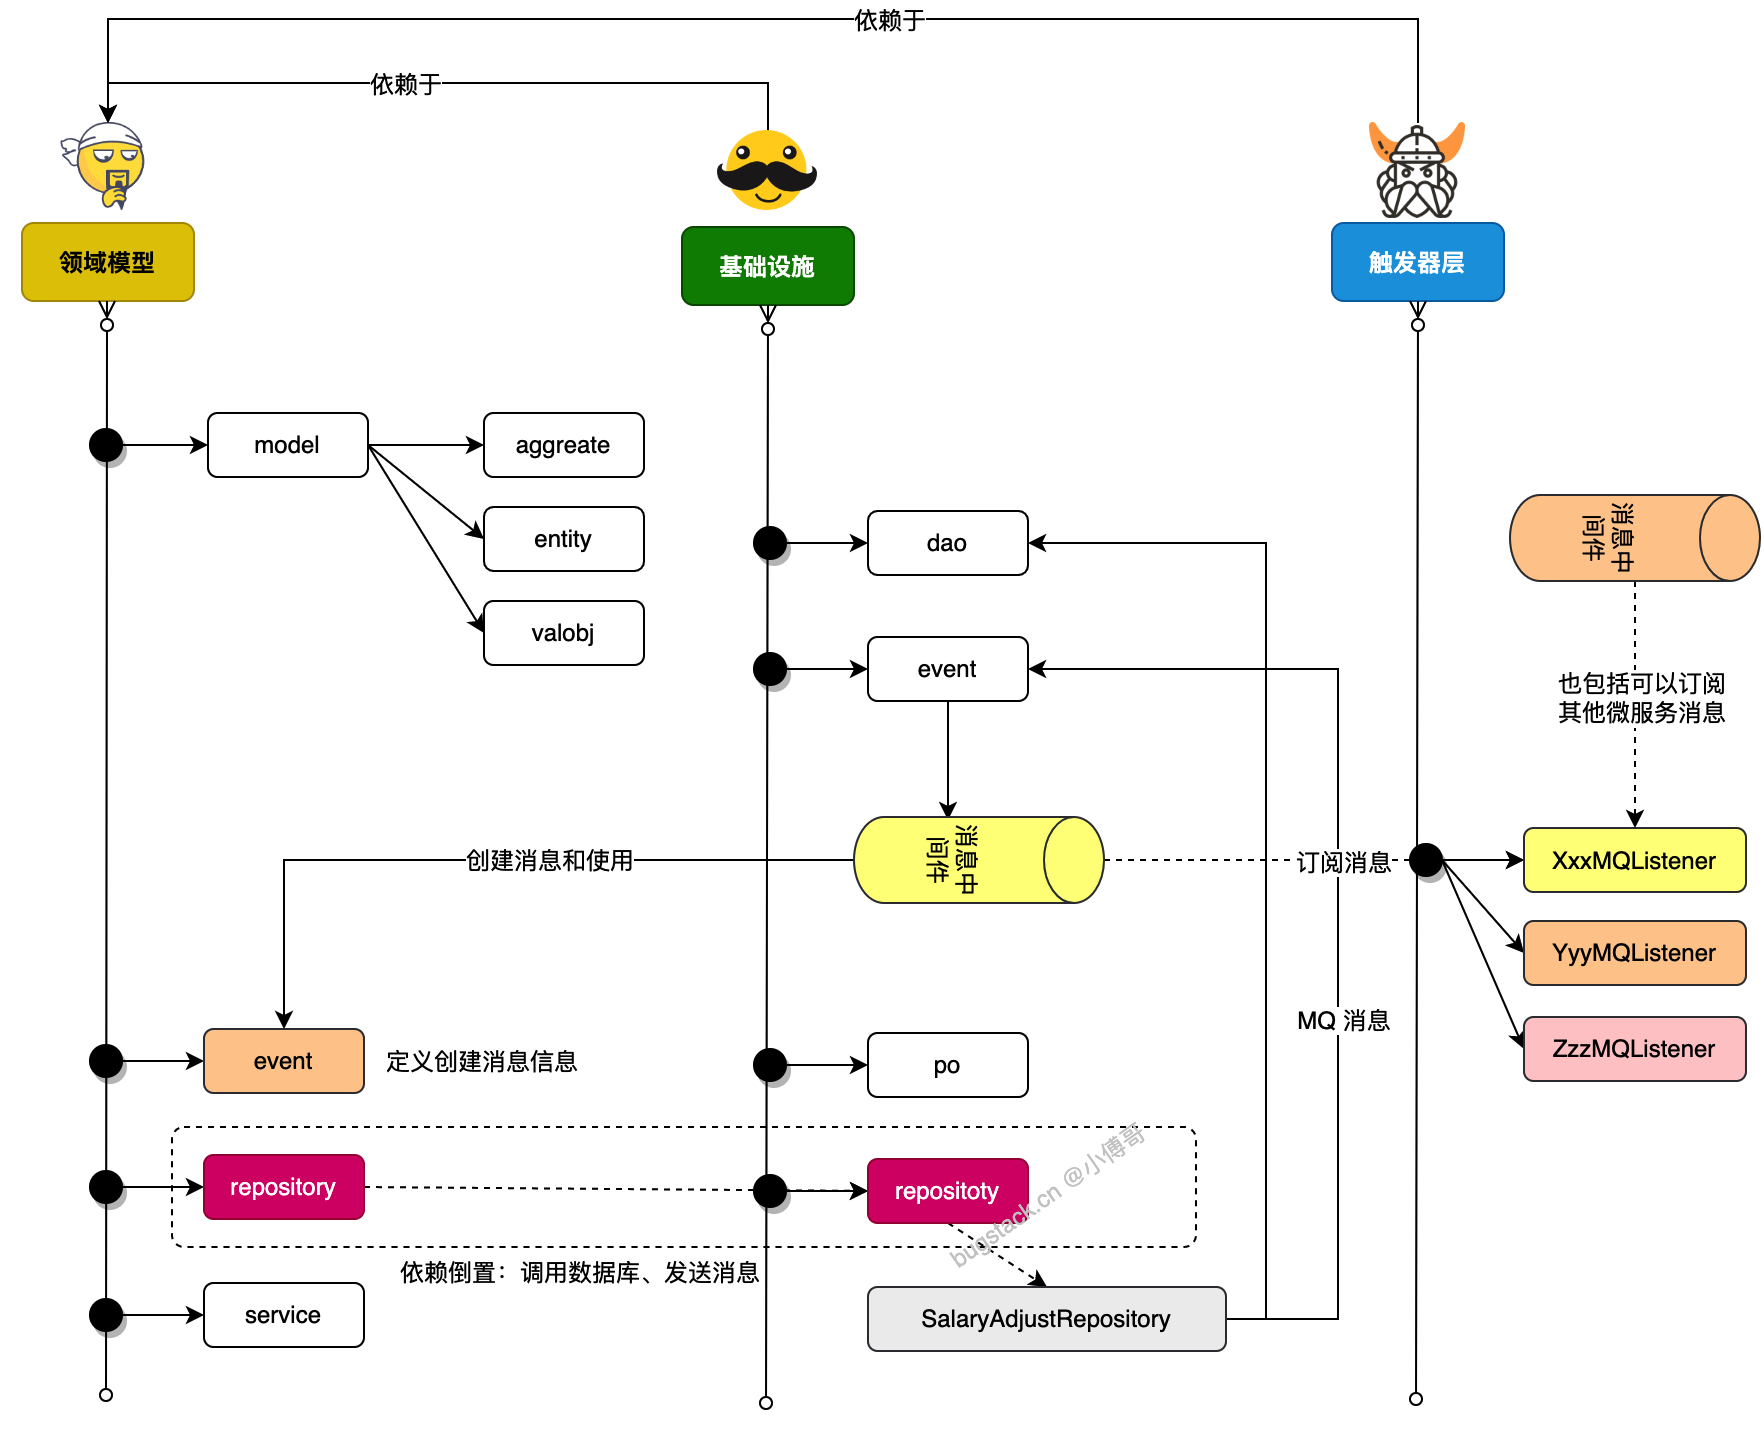 依赖于
依赖于
领域模型
基础设施
触发器层
model
aggreate
entity
valobj
dao
event
消息中
间件
消息中
间件
也包括可以订阅
其他微服务消息
创建消息和使用
订阅消息
XxxMQListener
YyyMQListener
ZzzMQListener
MQ 消息
event
定义创建消息信息
po
repository
repositoty
bugstack.cn @小傅哥
依赖倒置：调用数据库、发送消息
service
SalaryAdjustRepository